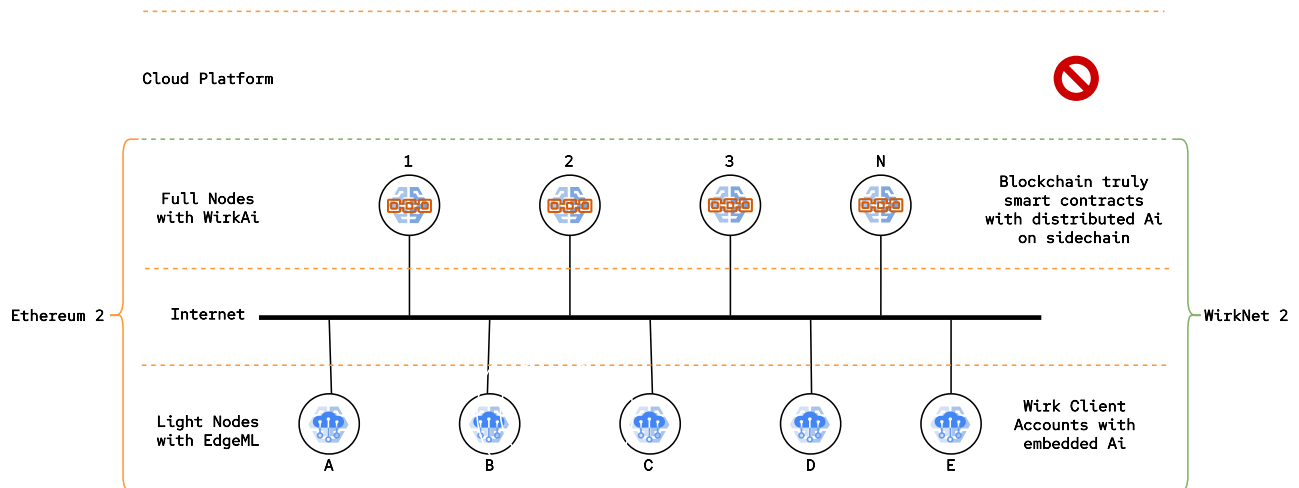 Cloud Platform
1
2
3
N
Full Nodes
with WirkAi
Blockchain truly
smart contracts
with distributed Ai
on sidechain
Ethereum 2
Internet
WirkNet 2
Light Nodes
with EdgeML
Wirk Client
Accounts with
embedded Ai
A
B
C
D
E